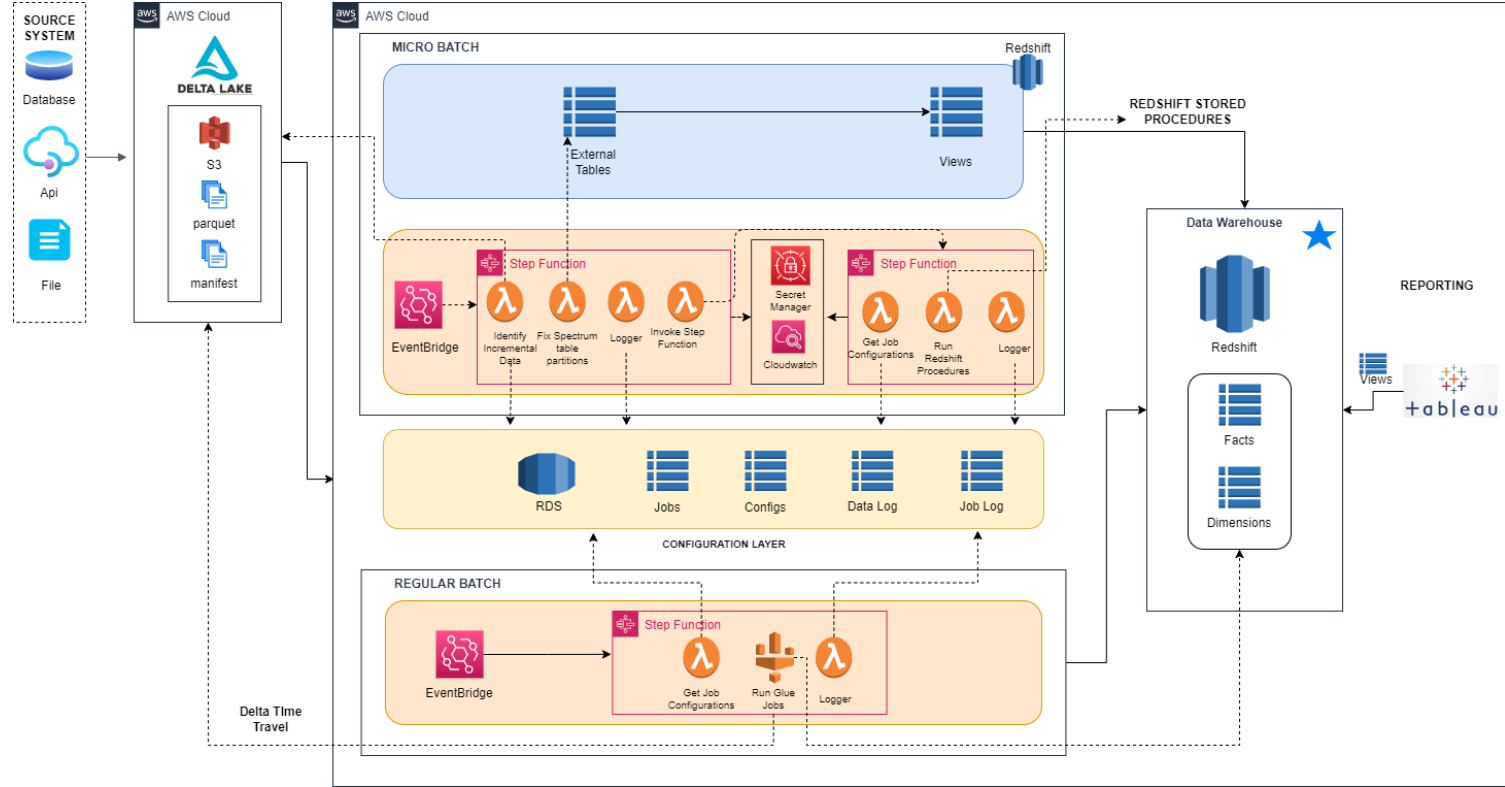 SOURCE
SYSTEM
Database
Api
File
aws
AWS Cloud
DELTA LAKE
S3
parquet
manifest
aws
AWS Cloud
MICRO BATCH
Redshift
External
Tables
Views
REDSHIFT STORED
PROCEDURES
EventBridge
Step Function
Identify
Incremental
Data
Fix Spectrum
table
partitions
Logger
Invoke Step
Function
Secret
Manager
Cloudwatch
Step Function
Get Job
Configurations
Run
Redshift
Procedures
Logger
RDS
Jobs
Configs
Data Log
Job Log
CONFIGURATION LAYER
REGULAR BATCH
EventBridge
Step Function
Get Job
Configurations
Run Glue
Jobs
Logger
Delta TIme
Travel
Data Warehouse
Redshift
Facts
Dimensions
REPORTING
Views
+ableau